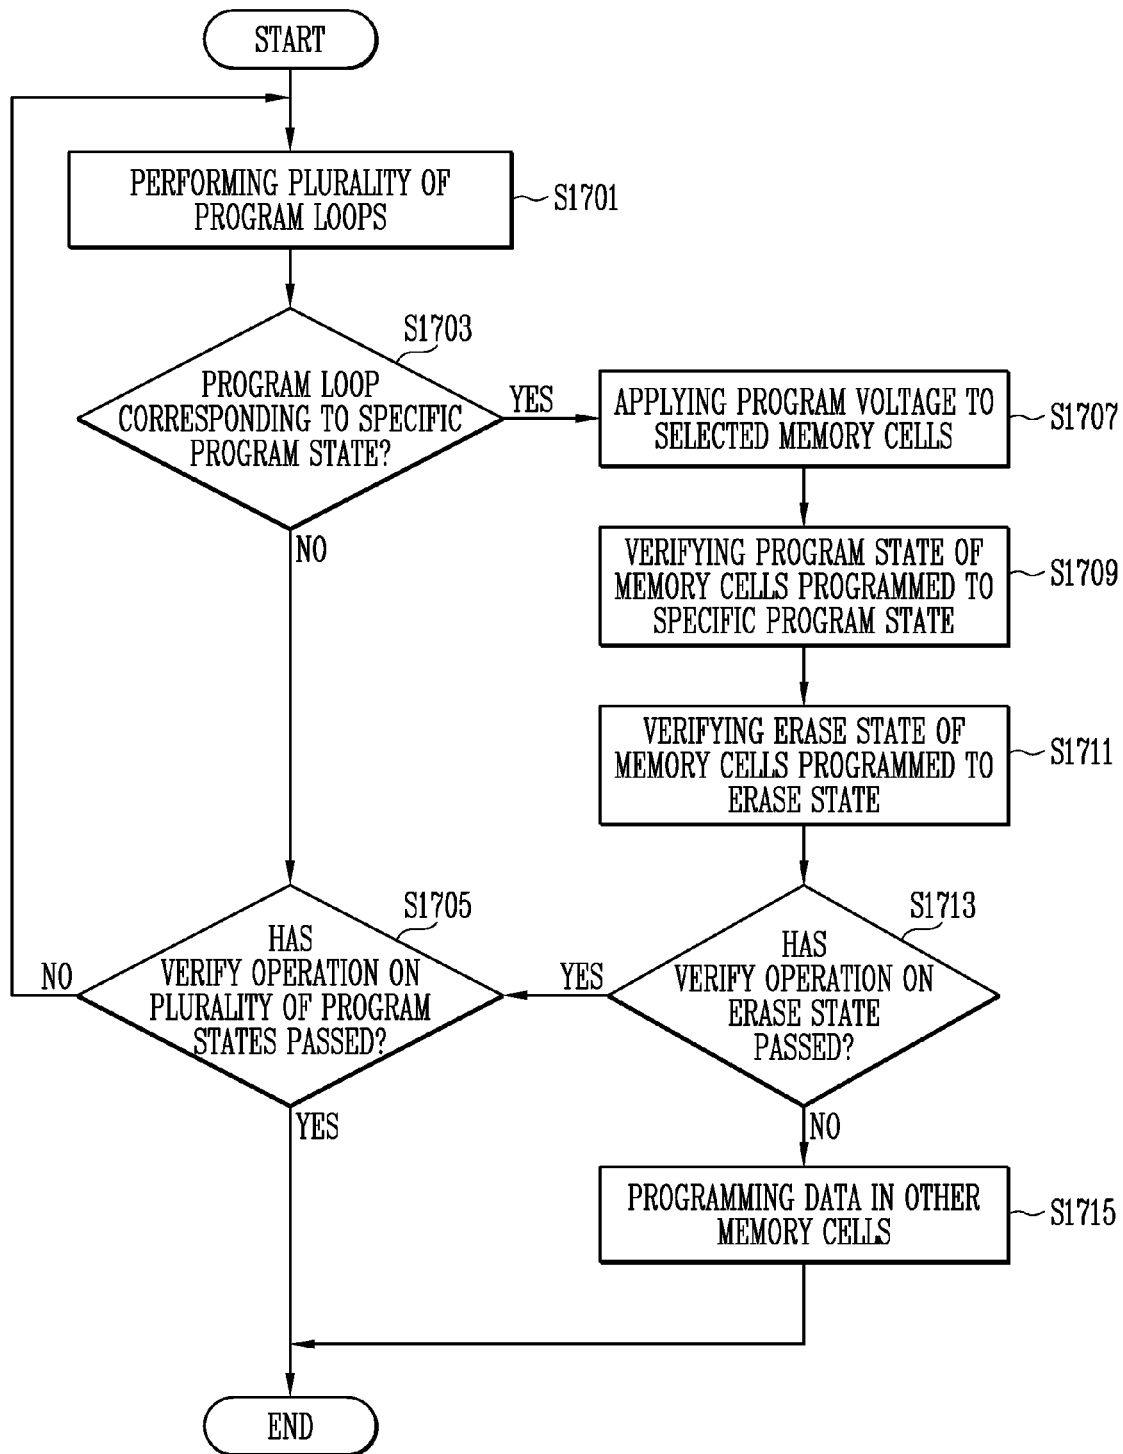 START
PERFORMING PLURALITY OF
PROGRAM LOOPS
S1701
S1703
PROGRAM LOOP
CORRESPONDING TO SPECIFIC
PROGRAM STATE?
YES
NO
APPLYING PROGRAM VOLTAGE TO
SELECTED MEMORY CELLS
S1707
VERIFYING PROGRAM STATE OF
MEMORY CELLS PROGRAMMED TO
SPECIFIC PROGRAM STATE
S1709
VERIFYING ERASE STATE OF
MEMORY CELLS PROGRAMMED TO
ERASE STATE
S1711
S1705
HAS
VERIFY OPERATION ON
PLURALITY OF PROGRAM
STATES PASSED?
NO
YES
S1713
HAS
VERIFY OPERATION ON
ERASE STATE
PASSED?
YES
NO
PROGRAMMING DATA IN OTHER
MEMORY CELLS
S1715
END